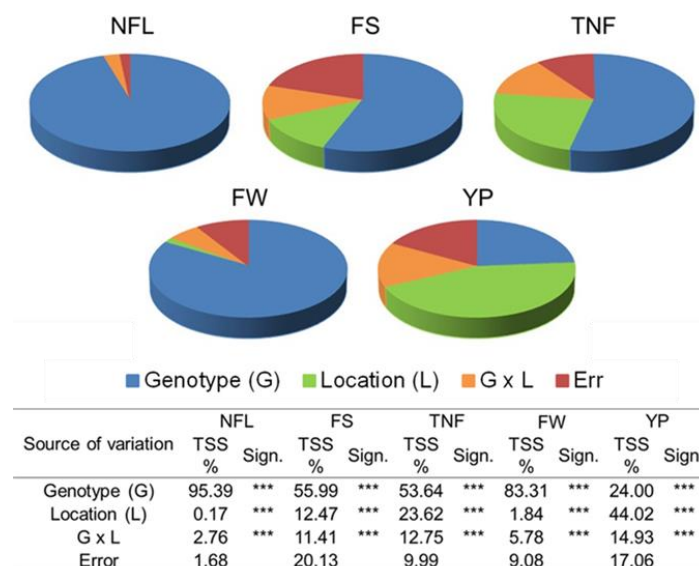 NFL FS TNF
FW YP
Genotype (G) Location (L) G x L Err
NFL FS TNF FW YP
Source of variation TSS % Sign. TSS % Sign. TSS % Sign. TSS % Sign. TSS % Sign
Genotype (G) 95.39 *** 55.99 *** 53.64 *** 83.31 *** 24.00 ***
Location (L) 0.17 *** 12.47 *** 23.62 *** 1.84 *** 44.02 ***
G x L 2.76 *** 11.41 *** 12.75 *** 5.78 *** 14.93 ***
Error 1.68 20.13 9.99 9.08 17.06